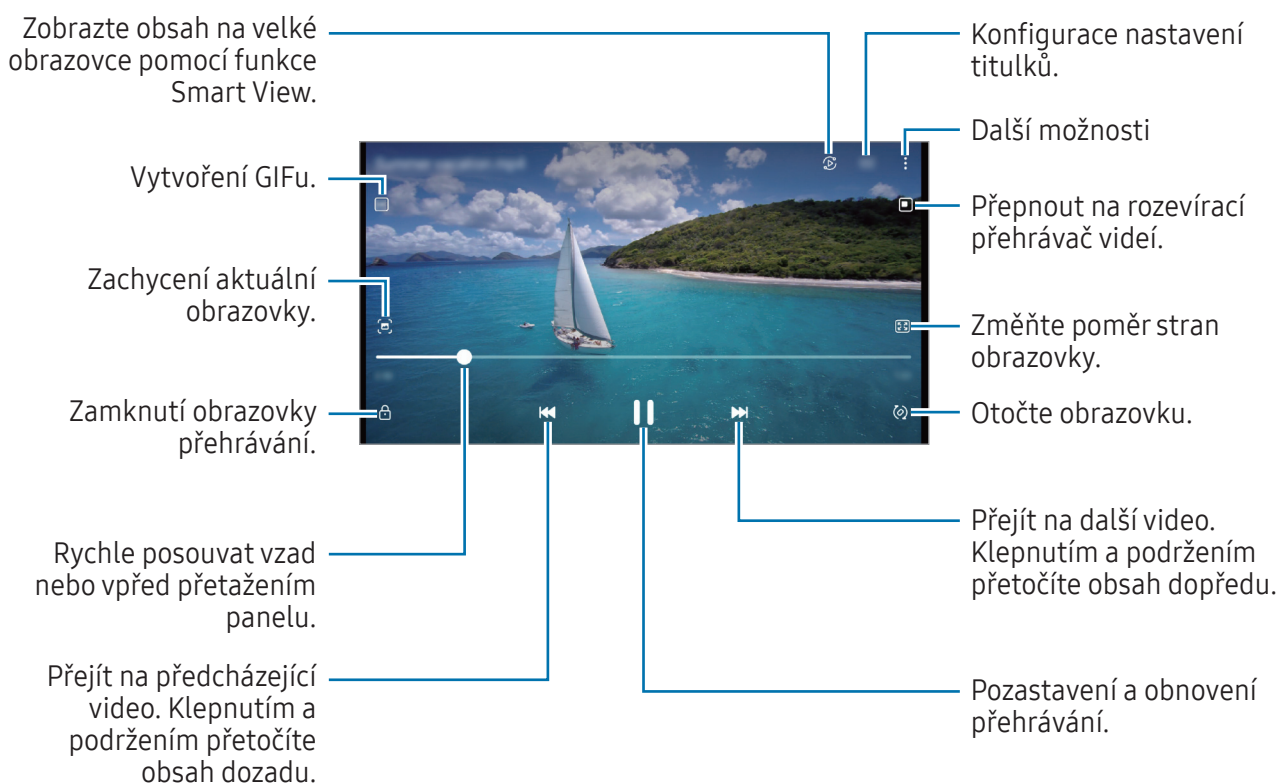 Zobrazte obsah na velké
obrazovce pomocí funkce
Smart View.
Vytvoření GIFu.
Zachycení aktuální
obrazovky.
Zamknutí obrazovky
přehrávání.
Rychle posouvat vzad
nebo vpřed přetažením
panelu.
Přejít na předcházející
video. Klepnutím a
podržením přetočíte
obsah dozadu.
Konfigurace nastavení
titulků.
Další možnosti
Přepnout na rozevírací
přehrávač videí.
Změňte poměr stran
obrazovky.
Otočte obrazovku.
Přejít na další video.
Klepnutím a podržením
přetočíte obsah dopředu.
Pozastavení a obnovení
přehrávání.